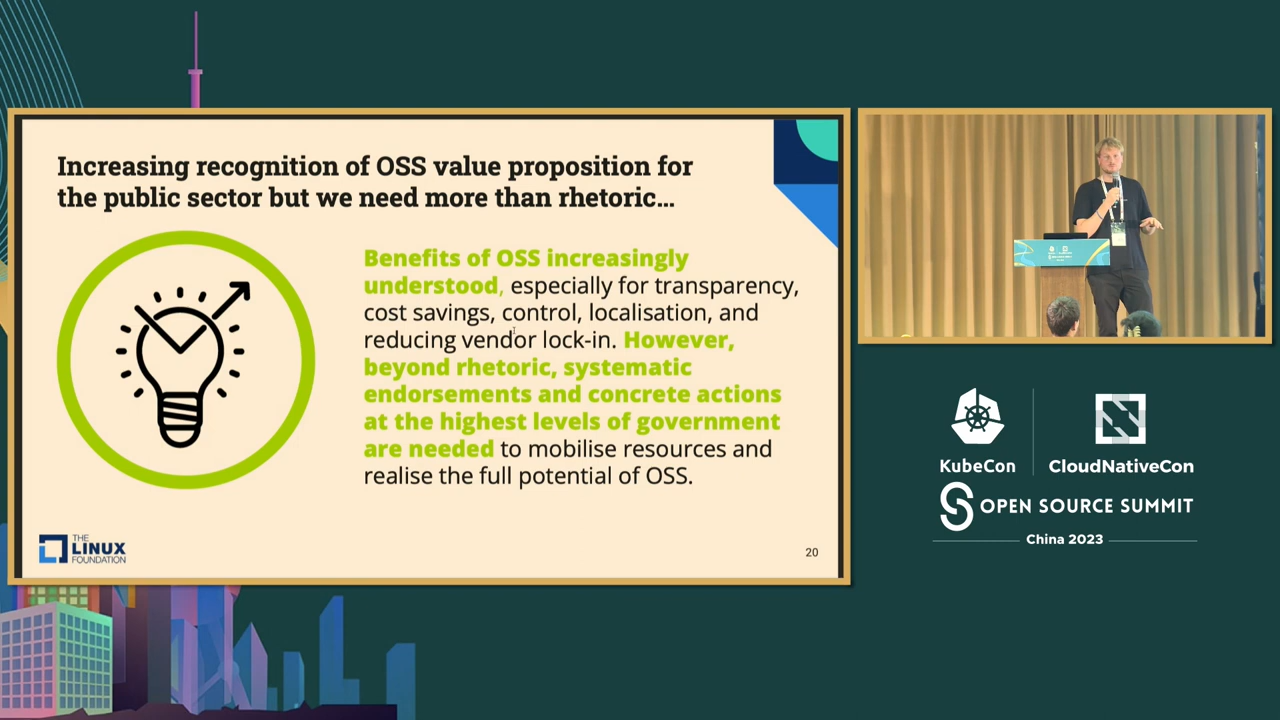 Increasing recognition of OSS value proposition for
the public sector but we need more than rhetoric...
Benefits of OSS increasingly
understood, especially for transparency,
cost savings, control, localisation, and
reducing vendor lock-in. However,
beyond rhetoric, systematic
endorsements and concrete actions
at the highest levels of government
are needed to mobilise resources and
realise the full potential of OSS.
THE
LINUX
FOUNDATION
20
KubeCon
CloudNativeCon
OPEN SOURCE SUMMIT
China 2023